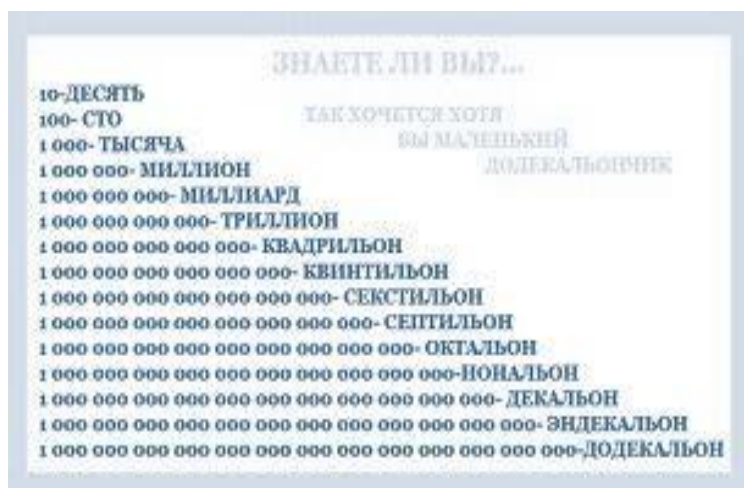 ЗНАЕТЕ ЛИ ВЫ?...
10-ДЕСЯТЬ
100- СТО
ТАК ХОЧЕТСЯ ХОТЯ
1 000- ТЫСЯЧА
БЫ МАЛЕНЬКИЙ
1 000 000- МИЛЛИОН
ДОДЕКАЛЬОНЧИК
1 000 000 000- МИЛЛИАРД
1 000 000 000 000- ТРИЛЛИОН
1 000 000 000 000 000- КВАДРИЛЬОН
1 000 000 000 000 000 000- КВИНТИЛЬОН
1 000 000 000 000 000 000 000- СЕКСТИЛЬОН
1 000 000 000 000 000 000 000 000- СЕПТИЛЬОН
1 000 000 000 000 000 000 000 000 000- ОКТАЛЬОН
1 000 000 000 000 000 000 000 000 000 000-НОНАЛЬОН
1 000 000 000 000 000 000 000 000 000 000 000- ДЕКАЛЬОН
1 000 000 000 000 000 000 000 000 000 000 000 000- ЭНДЕКАЛЬОН
1 000 000 000 000 000 000 000 000 000 000 000 000 000-ДОДЕКАЛЬОН